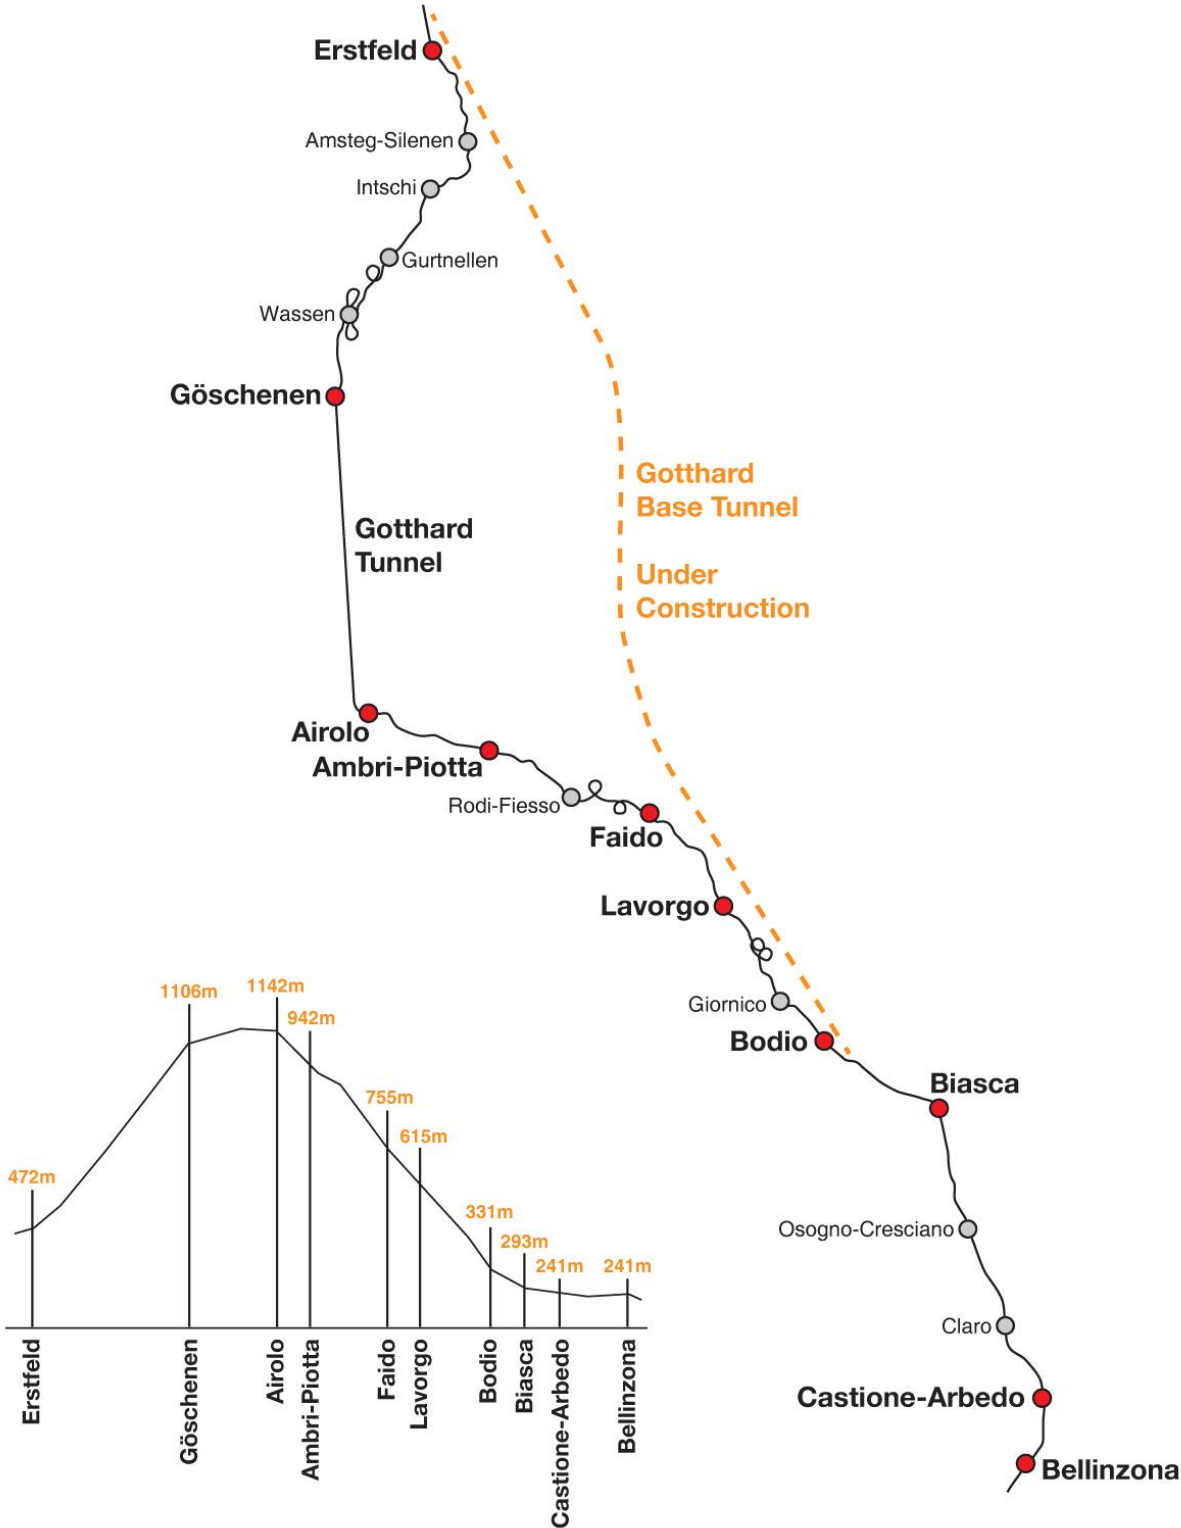 Erstfeld
Amsteg-Silenen
Intschi
Gurtnellen
Wassen
Göschenen
Gotthard
Base Tunnel
Under
Construction
Gotthard
Tunnel
Airolo
Ambri-Piotta
Rodi-Fiesso
Faido
Lavorgo
Giornico
Bodio
Biasca
Osogno-Cresciano
Claro
Castione-Arbedo
Bellinzona
472m
1106m
1142m
942m
755m
615m
331m
293m
241m
241m
Erstfeld
Göschenen
Airolo
Ambri-Piotta
Faido
Lavorgo
Bodio
Biasca
Castione-Arbedo
Bellinzona